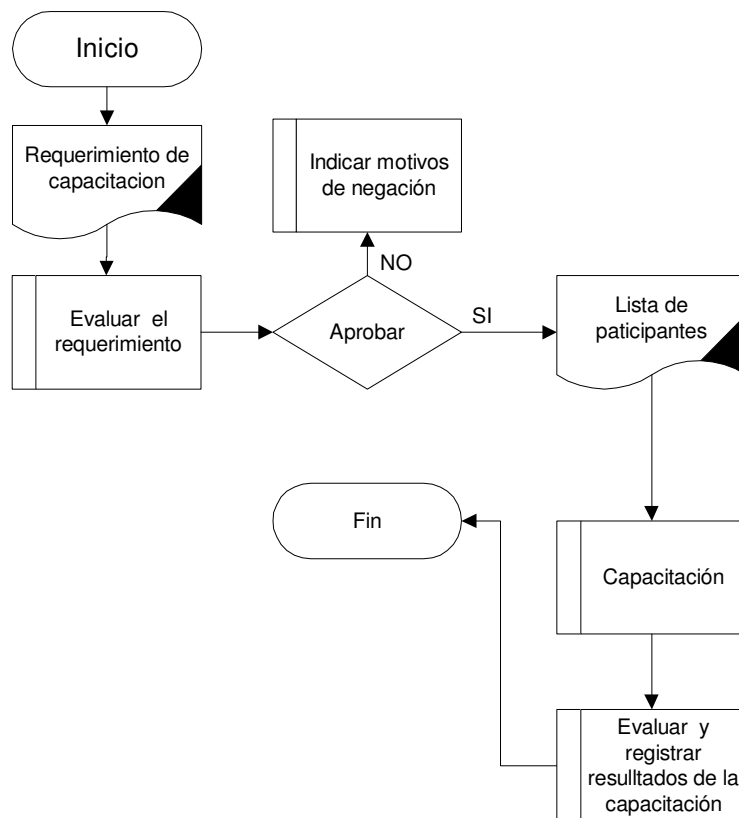 Inicio
Requerimiento de
capacitacion
Indicar motivos
de negación
NO
Evaluar el
requerimiento
Aprobar
SI
Lista de
paticipantes
Fin
Capacitación
Evaluar y
registrar
resulltados de la
capacitación